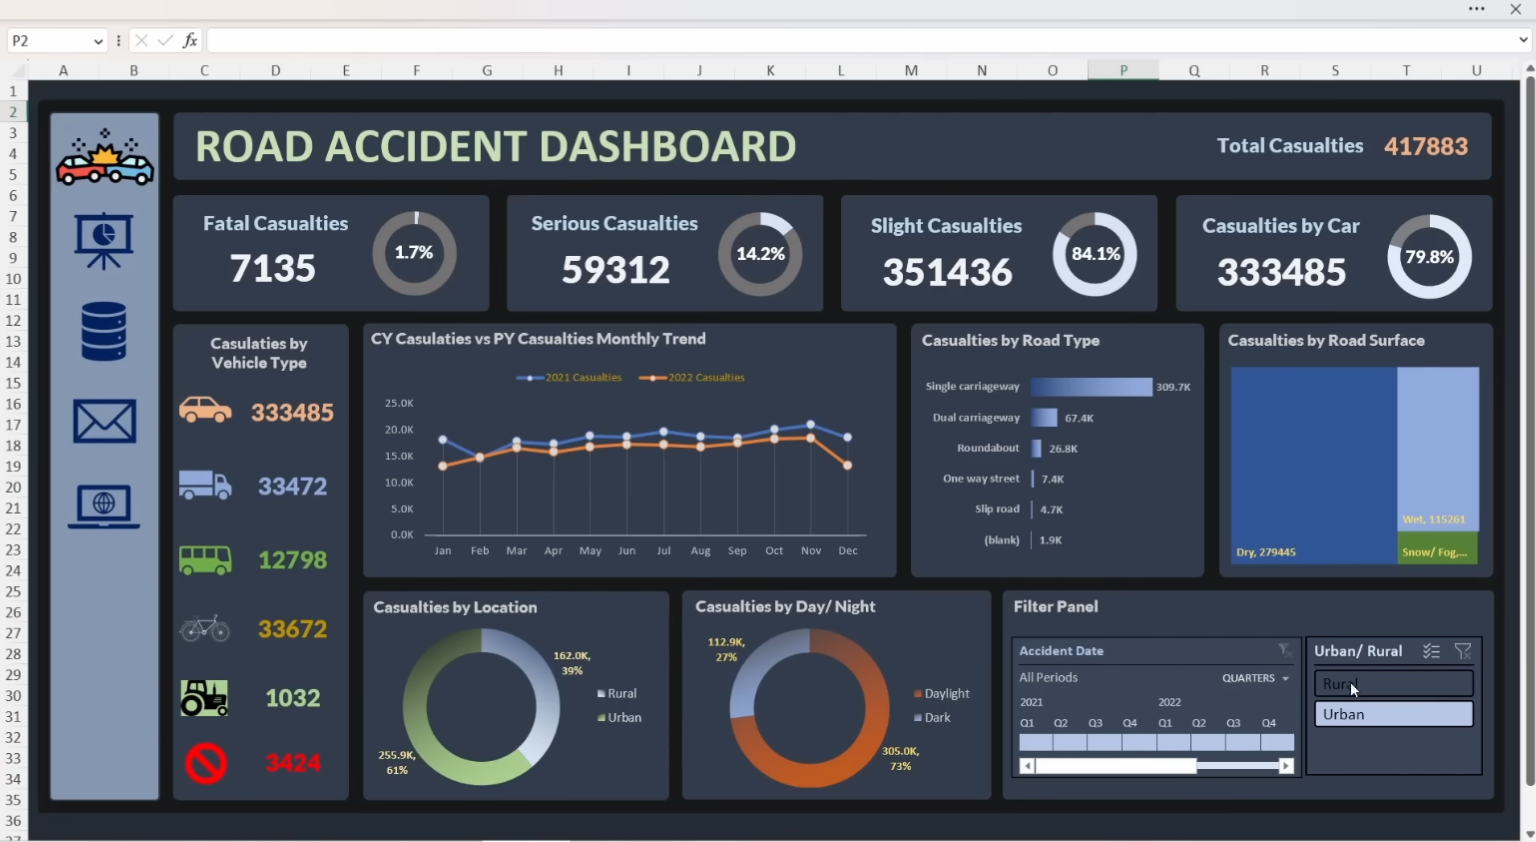 P2
fx
A B C D E F G H I J K L M N O P Q R S T U
1
2
3
4
5
6
7
8
9
10
11
12
13
14
15
16
17
18
19
20
21
22
23
24
25
26
27
28
29
30
31
32
33
34
35
36
ROAD ACCIDENT DASHBOARD
Total Casualties 417883
Fatal Casualties
7135
1.7%
Serious Casualties
59312
14.2%
Slight Casualties
351436
84.1%
Casualties by Car
333485
79.8%
Casulaties by
Vehicle Type
333485
33472
12798
33672
1032
3424
CY Casulaties vs PY Casualties Monthly Trend
2021 Casualties 2022 Casualties
25.0K
20.0K
15.0K
10.0K
5.0K
0.0K
Jan Feb Mar Apr May Jun Jul Aug Sep Oct Nov Dec
Casualties by Road Type
Single carriageway 309.7K
Dual carriageway 67.4K
Roundabout 26.8K
One way street 7.4K
Slip road 4.7K
(blank) 1.9K
Casualties by Road Surface
Wet, 115261
Dry, 279445
Snow/ Fog,...
Casualties by Location
162.0K,
39%
Rural
Urban
255.9K,
61%
Casualties by Day/ Night
112.9K,
27%
Daylight
Dark
305.0K,
73%
Filter Panel
Accident Date
All Periods QUARTERS
2021 2022
Q1 Q2 Q3 Q4 Q1 Q2 Q3 Q4
Urban/ Rural
Rural
Urban